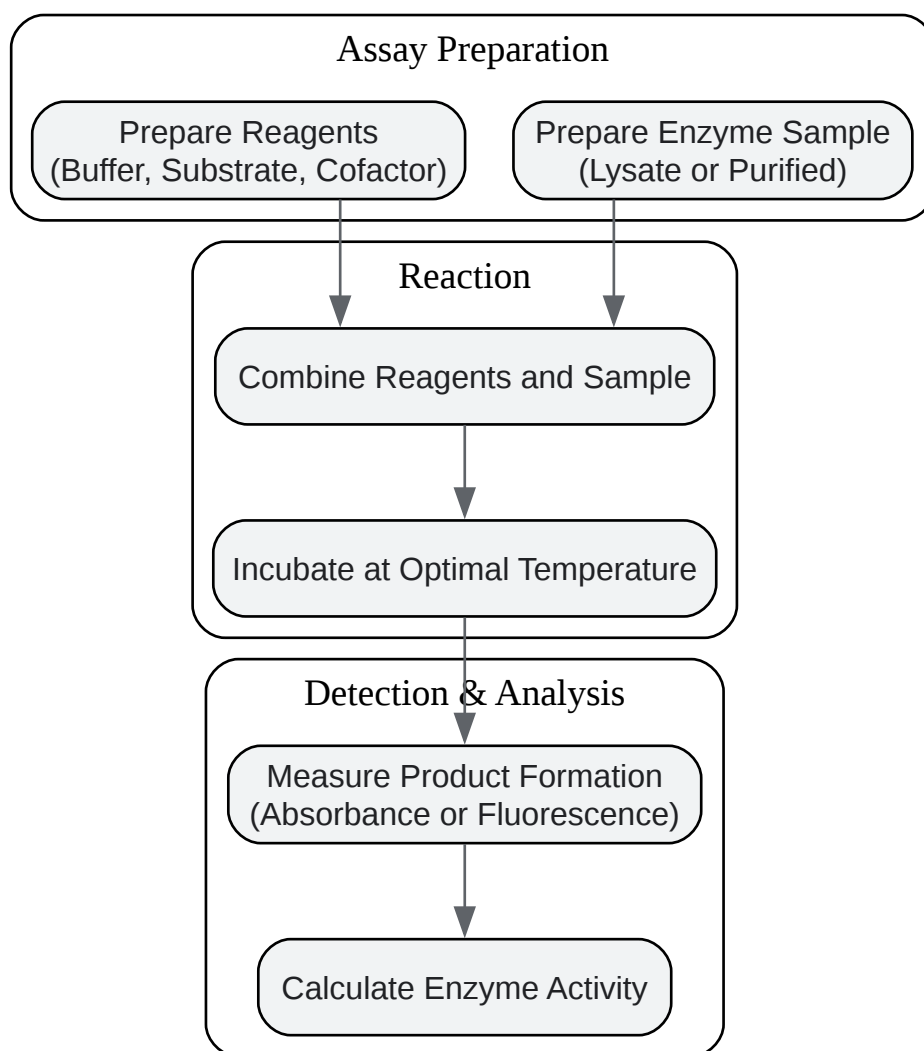 Assay Preparation
Prepare Reagents
(Buffer, Substrate, Cofactor)
Prepare Enzyme Sample
(Lysate or Purified)
Reaction
Combine Reagents and Sample
Incubate at Optimal Temperature
Detection & Analysis
Measure Product Formation
(Absorbance or Fluorescence)
Calculate Enzyme Activity